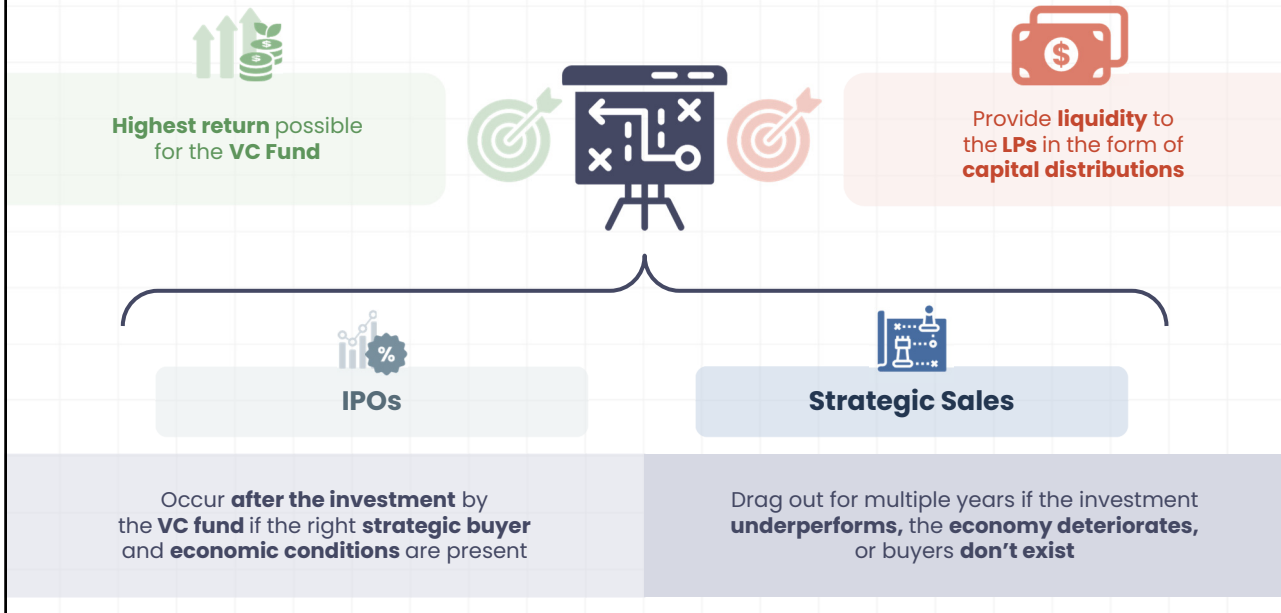 Highest return possible
for the VC Fund
Provide liquidity to
the LPs in the form of
capital distributions
IPOs
Strategic Sales
Occur after the investment by
the VC fund if the right strategic buyer
and economic conditions are present
Drag out for multiple years if the investment
underperforms, the economy deteriorates,
or buyers don’t exist